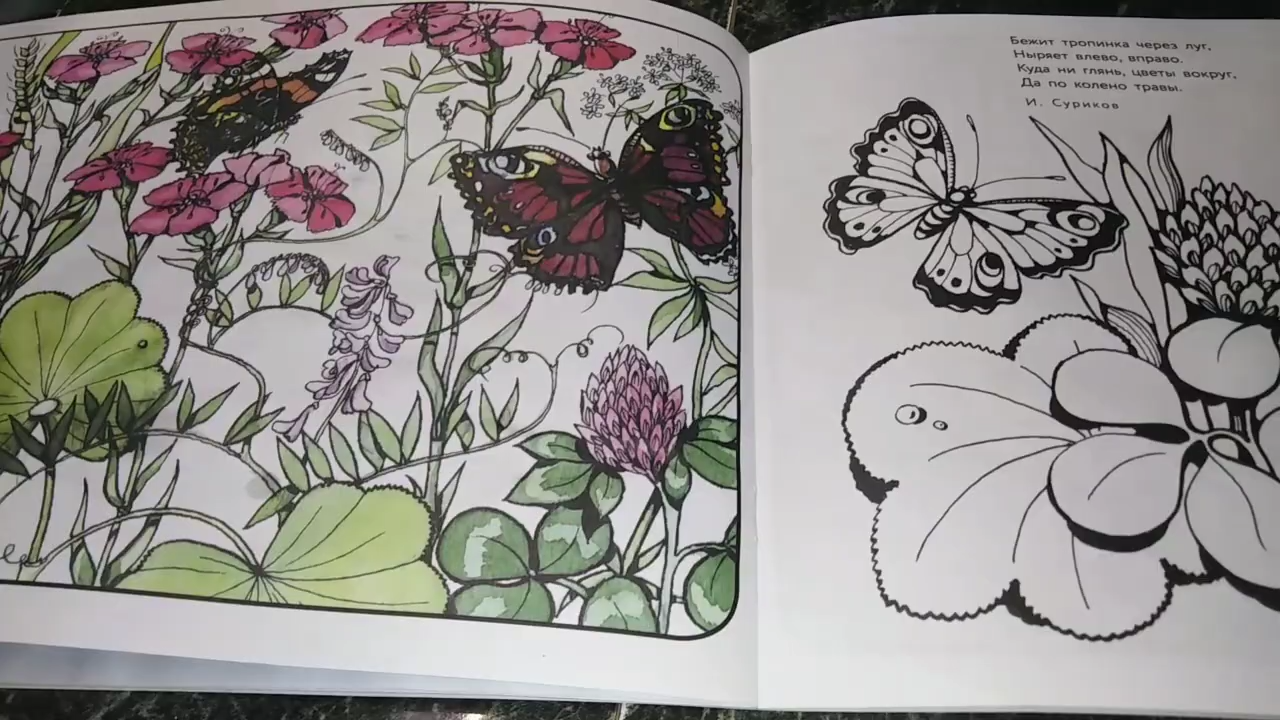 Бежит тропинка через луг,
Ныряет влево, вправо.
Куда ни глянь, цветы вокруг,
Да по колено травы.
И. Суриков